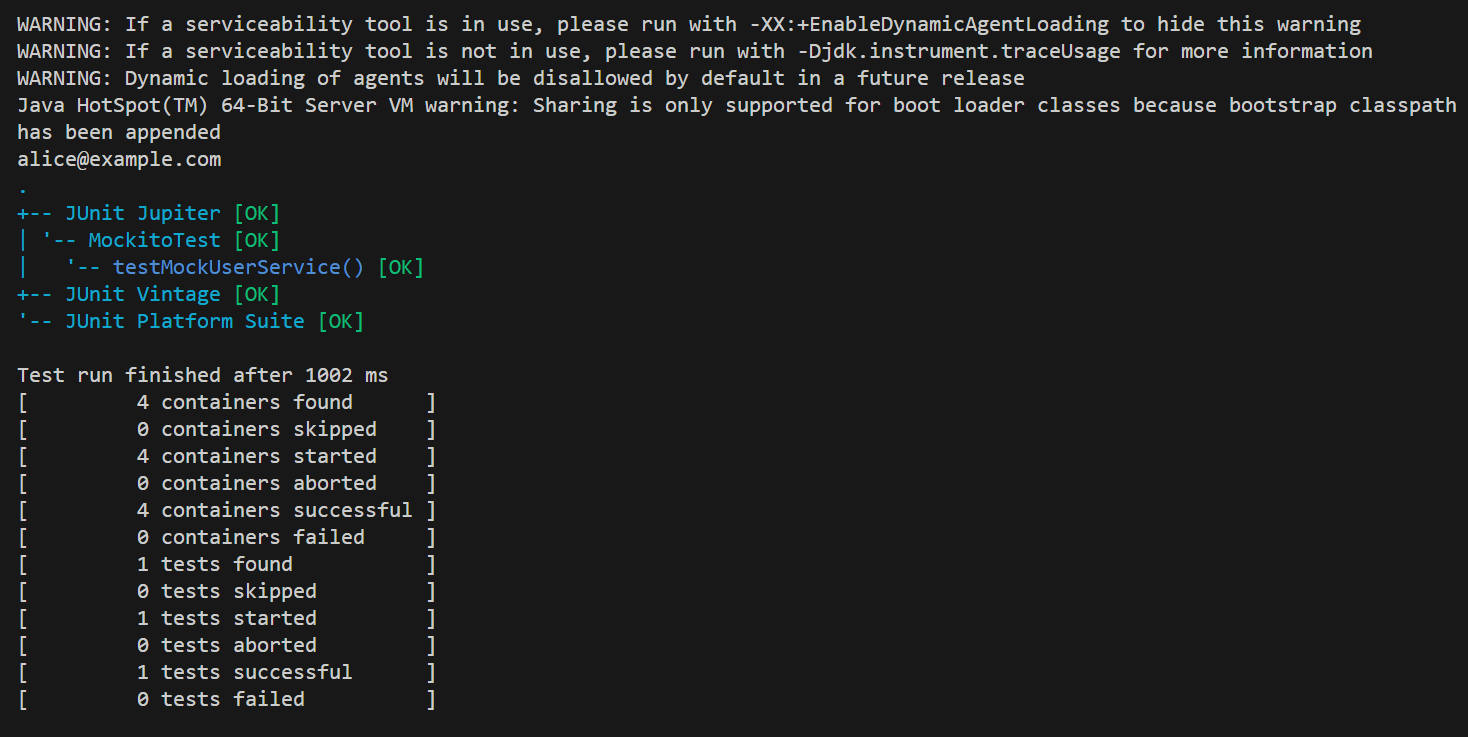 WARNING: If a serviceability tool is in use, please run with -XX:+EnableDynamicAgentLoading to hide this warning
WARNING: If a serviceability tool is not in use, please run with -Djdk.instrument.traceUsage for more information
WARNING: Dynamic loading of agents will be disallowed by default in a future release
Java HotSpot(TM) 64-Bit Server VM warning: Sharing is only supported for boot loader classes because bootstrap classpath
has been appended
alice@example.com
.
+-- JUnit Jupiter [OK]
| '-- MockitoTest [OK]
|   '-- testMockUserService() [OK]
+-- JUnit Vintage [OK]
'-- JUnit Platform Suite [OK]

Test run finished after 1002 ms
[         4 containers found      ]
[         0 containers skipped    ]
[         4 containers started    ]
[         0 containers aborted    ]
[         4 containers successful ]
[         0 containers failed     ]
[         1 tests found           ]
[         0 tests skipped         ]
[         1 tests started         ]
[         0 tests aborted         ]
[         1 tests successful      ]
[         0 tests failed          ]